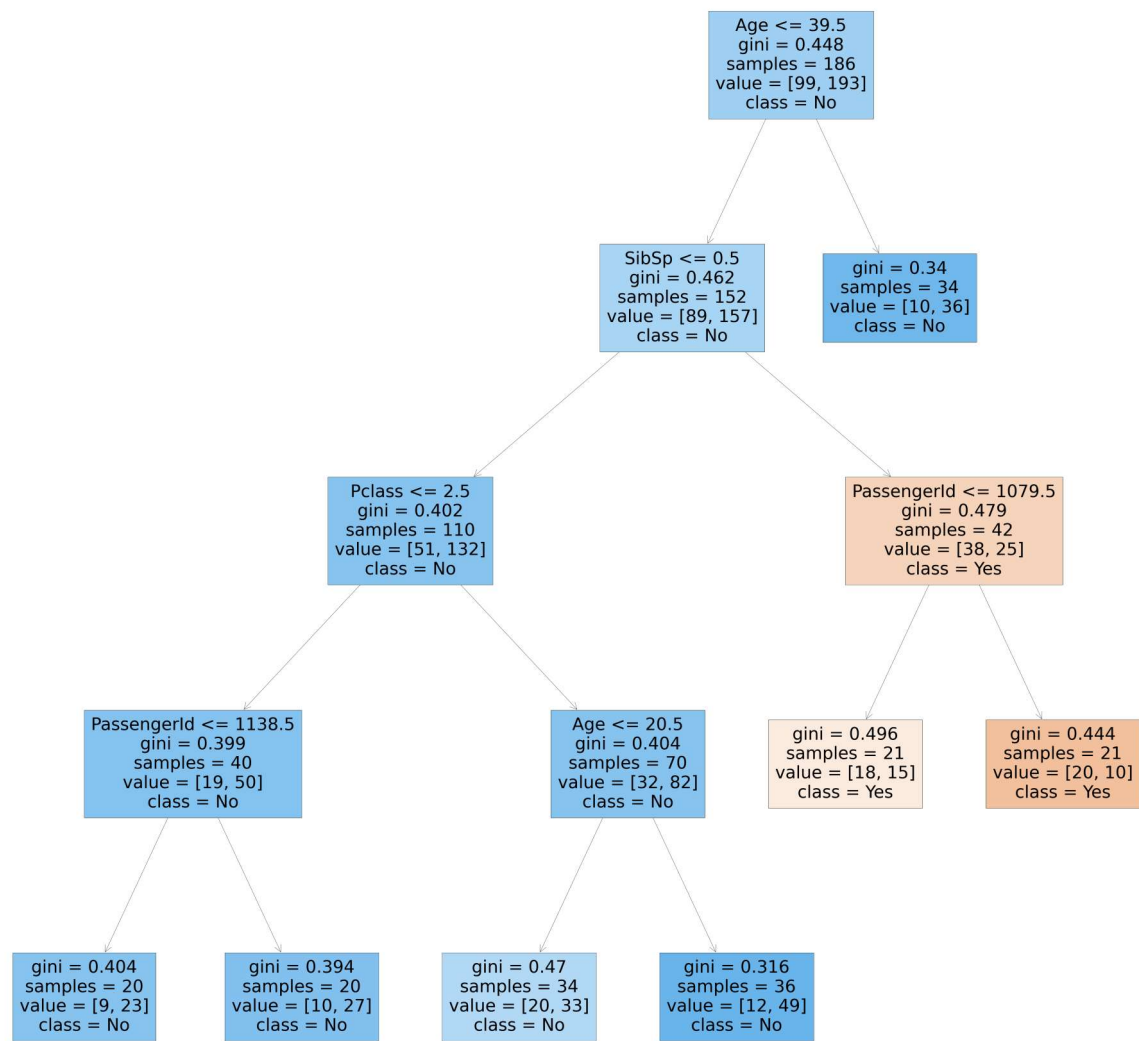 Age <= 39.5
gini = 0.448
samples = 186
value = [99, 193]
class = No
SibSp <= 0.5
gini = 0.462
samples = 152
value = [89, 157]
class = No
gini = 0.34
samples = 34
value = [10, 36]
class = No
Pclass <= 2.5
gini = 0.402
samples = 110
value = [51, 132]
class = No
PassengerId <= 1079.5
gini = 0.479
samples = 42
value = [38, 25]
class = Yes
PassengerId <= 1138.5
gini = 0.399
samples = 40
value = [19, 50]
class = No
Age <= 20.5
gini = 0.404
samples = 70
value = [32, 82]
class = No
gini = 0.496
samples = 21
value = [18, 15]
class = Yes
gini = 0.444
samples = 21
value = [20, 10]
class = Yes
gini = 0.404
samples = 20
value = [9, 23]
class = No
gini = 0.394
samples = 20
value = [10, 27]
class = No
gini = 0.47
samples = 34
value = [20, 33]
class = No
gini = 0.316
samples = 36
value = [12, 49]
class = No